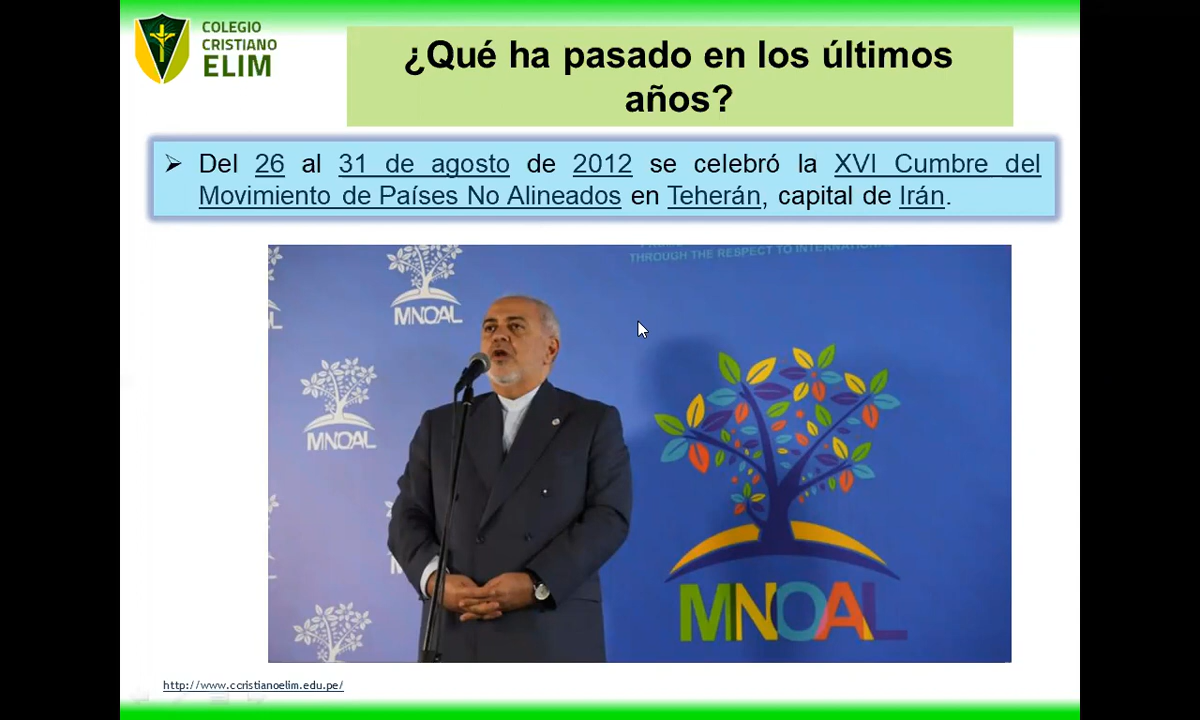 COLEGIO
CRISTIANO
ELIM
¿Qué ha pasado en los últimos
años?
Del 26 al 31 de agosto de 2012 se celebró la XVI Cumbre del
Movimiento de Países No Alineados en Teherán, capital de Irán.
THROUGH THE RESPECT TO
MNOAL
MNOAL
MNOAL
http://www.ccristianoelim.edu.pe/